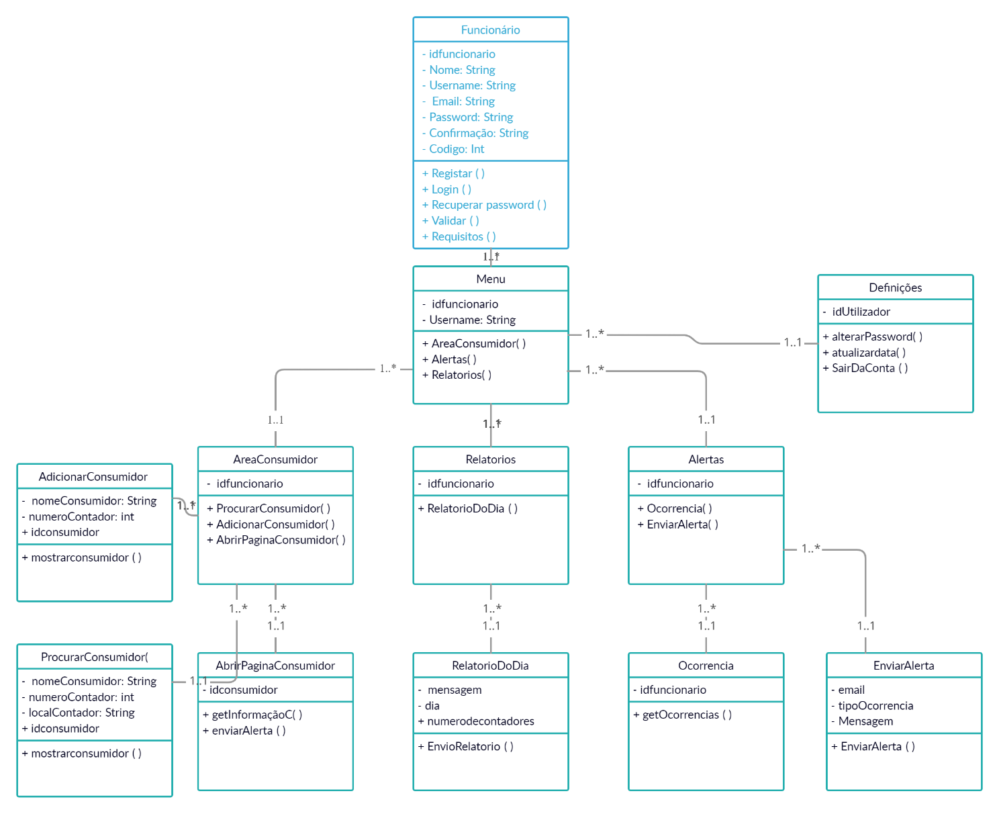 Funcionário
- idfuncionario
- Nome: String
- Username: String
- Email: String
- Password: String
- Confirmação: String
- Codigo: Int
+ Registar ( )
+ Login ( )
+ Recuperar password ( )
+ Validar ( )
+ Requisitos ( )
1..*
Menu
- idfuncionario
- Username: String
+ AreaConsumidor( )
+ Alertas( )
+ Relatorios( )
Definições
- idUtilizador
+ alterarPassword( )
+ atualizardata( )
+ SairDaConta ( )
1..*
1..1
1..*
1..*
1..1
1..*
1..1
AreaConsumidor
- idfuncionario
+ ProcurarConsumidor( )
+ AdicionarConsumidor( )
+ AbrirPaginaConsumidor( )
Relatorios
- idfuncionario
+ RelatorioDoDia ( )
Alertas
- idfuncionario
+ Ocorrencia( )
+ EnviarAlerta( )
AdicionarConsumidor
- nomeConsumidor: String
- numeroContador: int
+ idconsumidor
+ mostrarconsumidor ( )
1..*
1..*
1..*
1..*
1..1
1..*
1..1
1..*
1..1
1..1
ProcurarConsumidor(
- nomeConsumidor: String
- numeroContador: int
- localContador: String
+ idconsumidor
+ mostrarconsumidor ( )
1..1
AbrirPaginaConsumidor
- idconsumidor
+ getInformaçãoC( )
+ enviarAlerta ( )
RelatorioDoDia
- mensagem
- dia
+ numerodecontadores
+ EnvioRelatorio ( )
Ocorrencia
- idfuncionario
+ getOcorrencias ( )
EnviarAlerta
- email
- tipoOcorrencia
- Mensagem
+ EnviarAlerta ( )